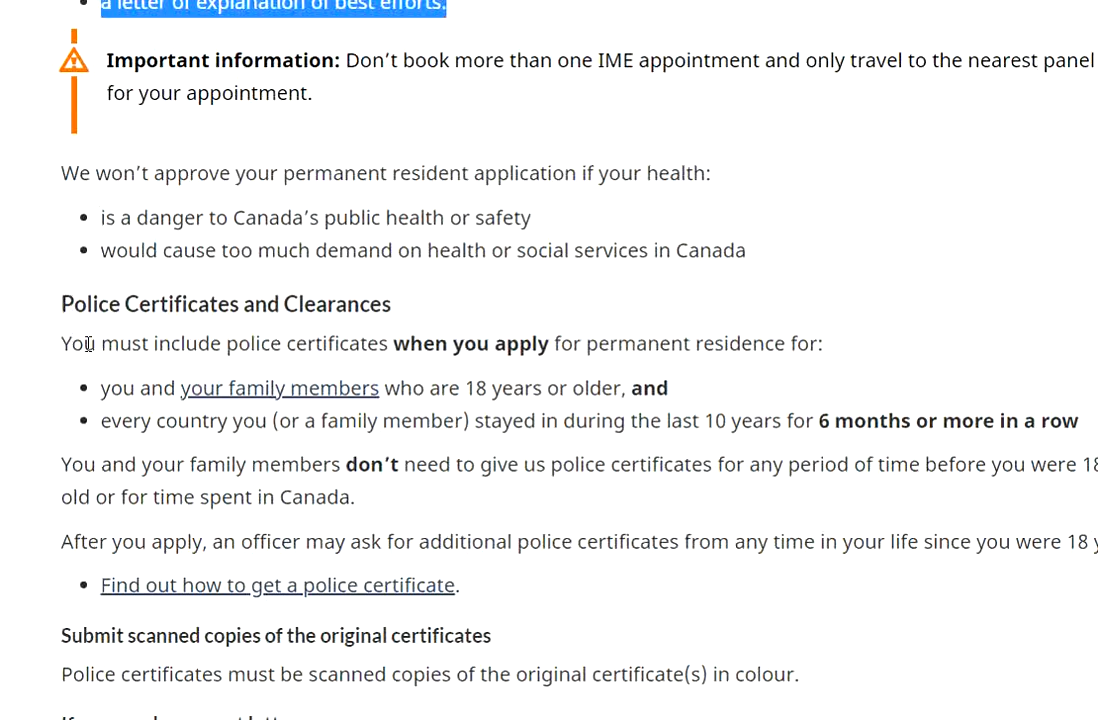 a letter of explanation of best efforts.
Important information: Don't book more than one IME appointment and only travel to the nearest panel
for your appointment.
We won't approve your permanent resident application if your health:
is a danger to Canada's public health or safety
would cause too much demand on health or social services in Canada
Police Certificates and Clearances
You must include police certificates when you apply for permanent residence for:
you and your family members who are 18 years or older, and
every country you (or a family member) stayed in during the last 10 years for 6 months or more in a row
You and your family members don't need to give us police certificates for any period of time before you were 18
old or for time spent in Canada.
After you apply, an officer may ask for additional police certificates from any time in your life since you were 18 y
Find out how to get a police certificate.
Submit scanned copies of the original certificates
Police certificates must be scanned copies of the original certificate(s) in colour.